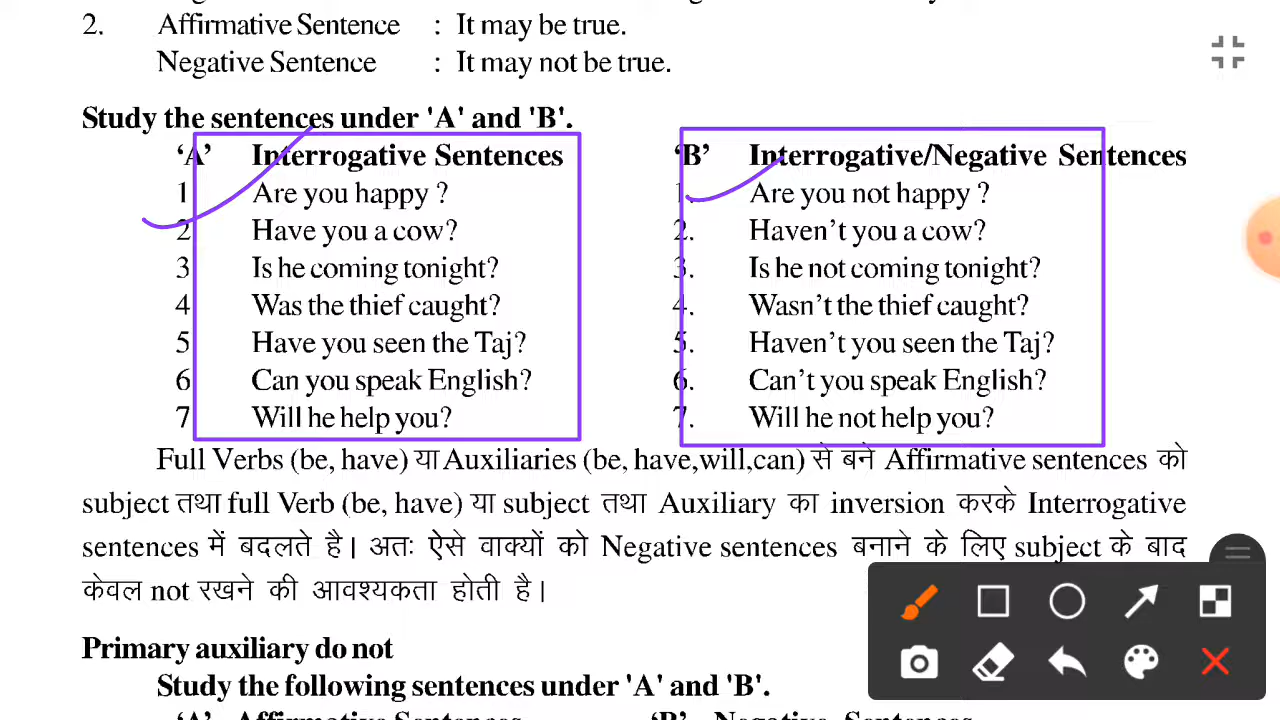 2. Affirmative Sentence : It may be true.
Negative Sentence : It may not be true.
Study the sentences under 'A' and 'B'.
‘A’ Interrogative Sentences ‘B’ Interrogative/Negative Sentences
1 Are you happy ? 1. Are you not happy ?
2 Have you a cow? 2. Haven’t you a cow?
3 Is he coming tonight? 3. Is he not coming tonight?
4 Was the thief caught? 4. Wasn’t the thief caught?
5 Have you seen the Taj? 5. Haven’t you seen the Taj?
6 Can you speak English? 6. Can’t you speak English?
7 Will he help you? 7. Will he not help you?
Full Verbs (be, have) या Auxiliaries (be, have,will,can) से बने Affirmative sentences को
subject तथा full Verb (be, have) या subject तथा Auxiliary का inversion करके Interrogative
sentences में बदलते है। अतः ऐसे वाक्यों को Negative sentences बनाने के लिए subject के बाद
केवल not रखने की आवश्यकता होती है।
Primary auxiliary do not
Study the following sentences under 'A' and 'B'.
‘A’ Affirmative Sentences ‘B’ Negative Sentences